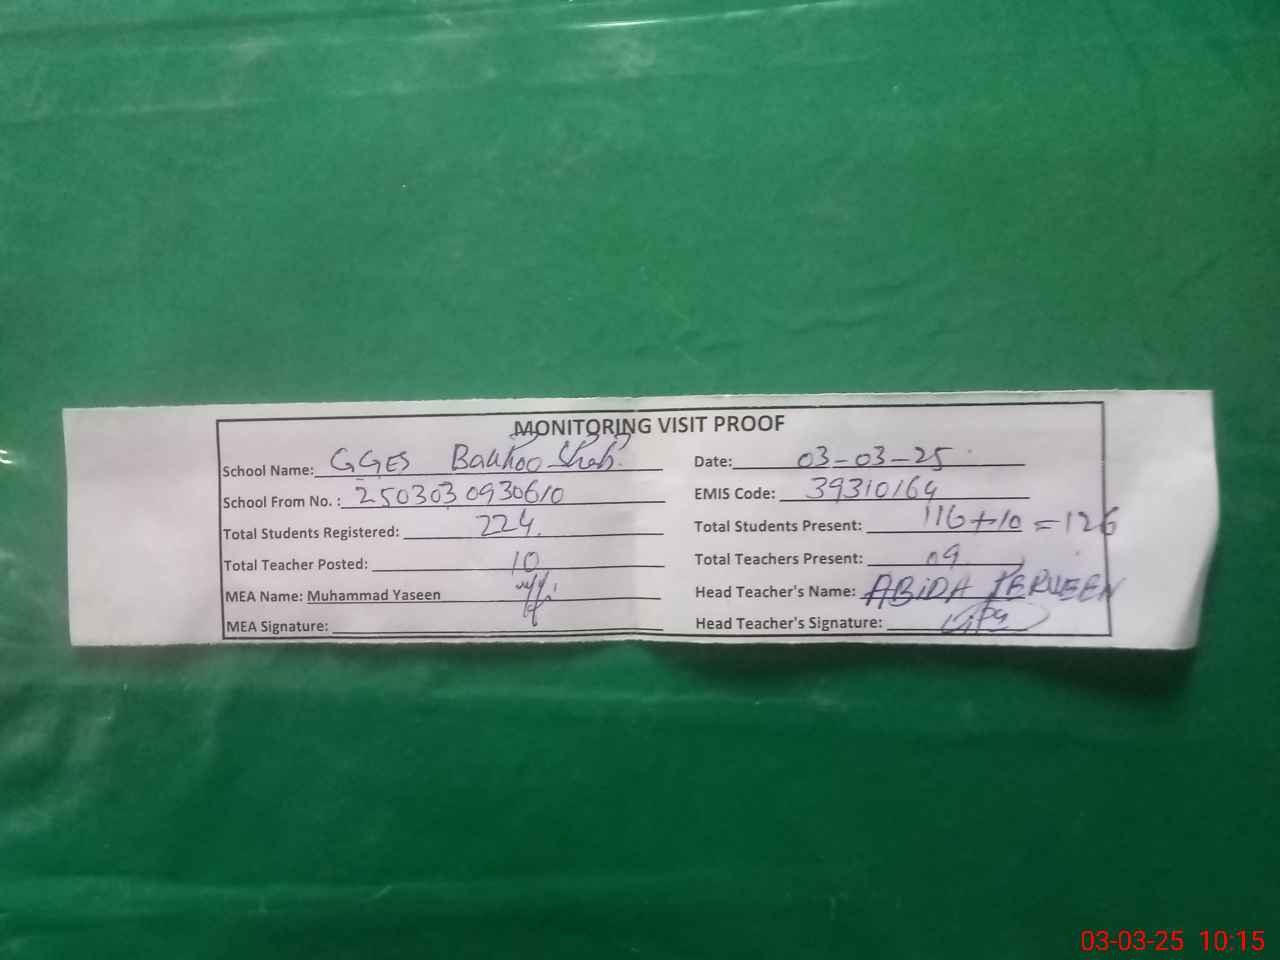 MONITORING VISIT PROOF
School Name: GGES Shah. Date: 03-03-25
School From No. : 2503030930610 EMIS Code: 39310164
Total Students Registered: 224. Total Students Present: 116+10 = 126
Total Teacher Posted: 10 Total Teachers Present: 09
MEA Name: Muhammad Yaseen Head Teacher's Name: ABIDA PERVEEN
MEA Signature: Head Teacher's Signature:
03-03-25 10:15